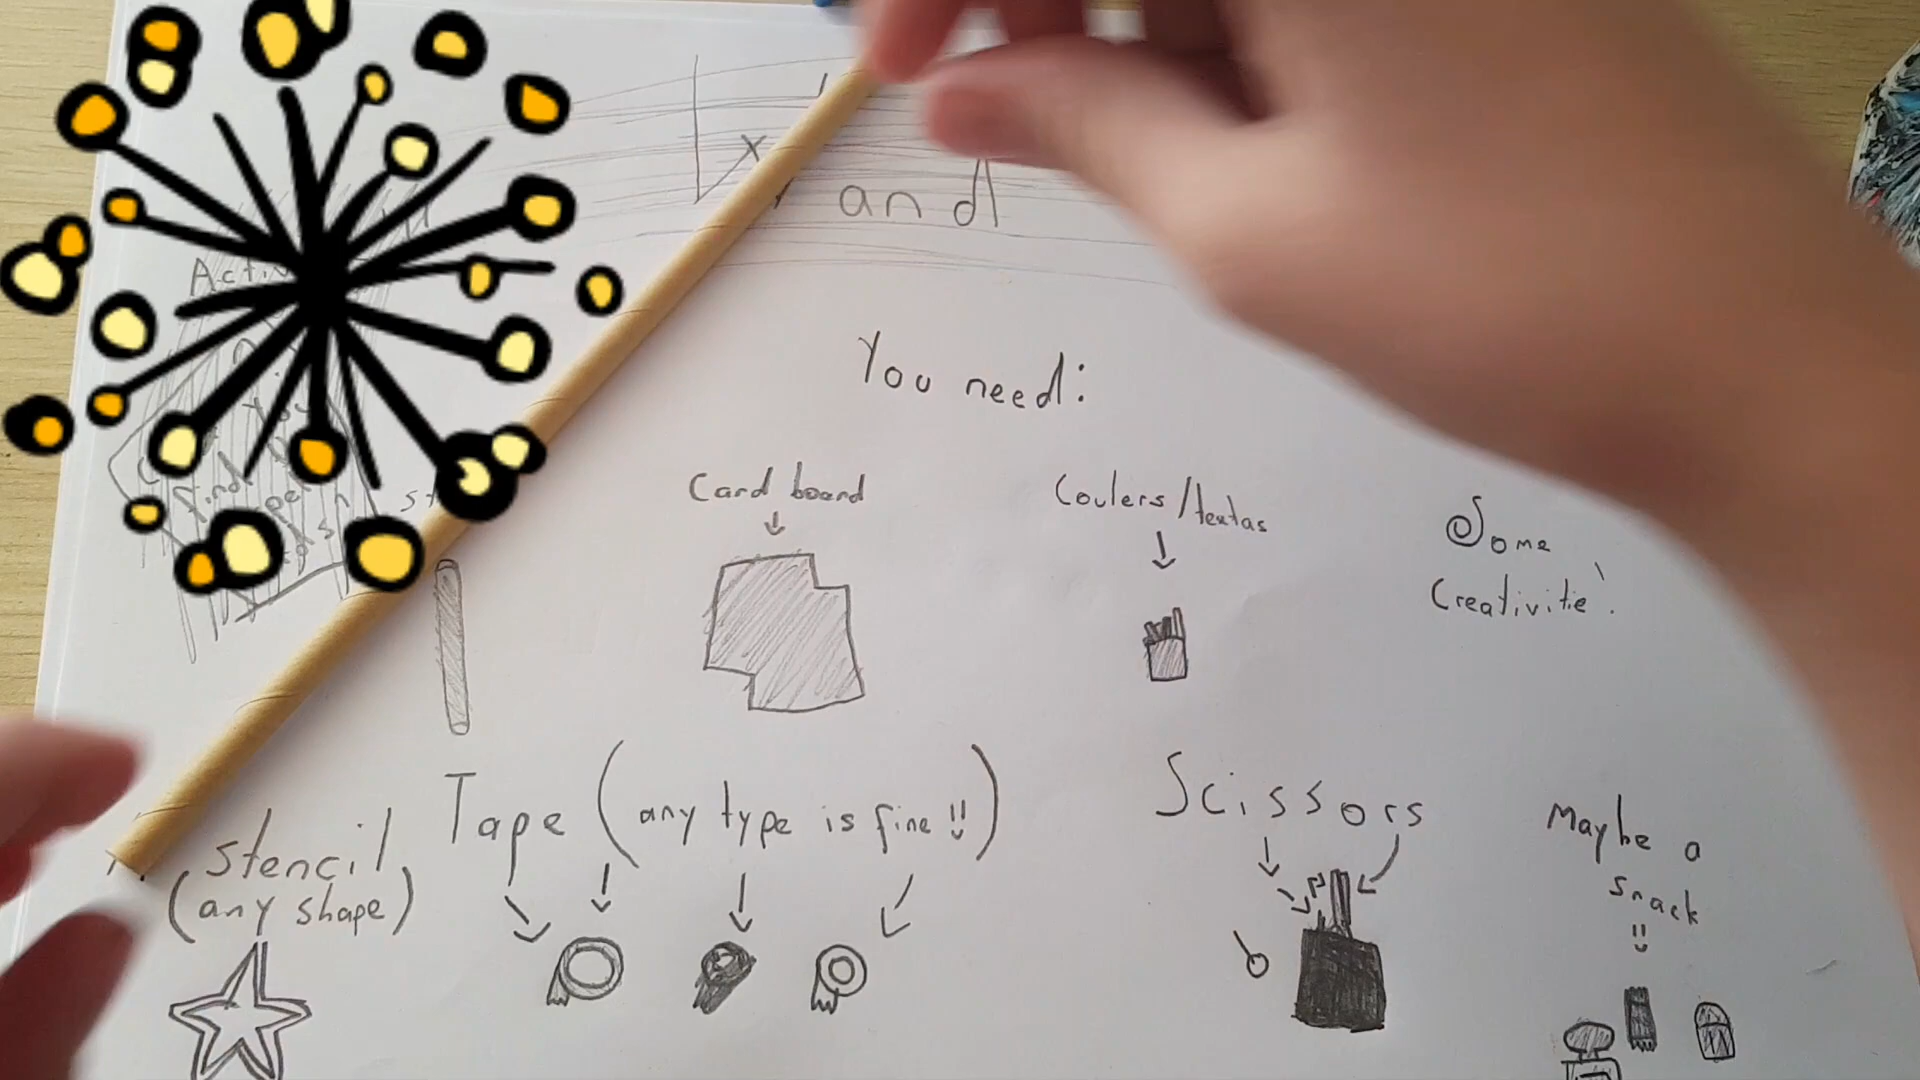 and
You need:
Card board
Coulers/textas
Some
Creativitie!
Tape (any type is fine!!)
Scissors
stencil
(any shape)
Maybe a
snack
!!